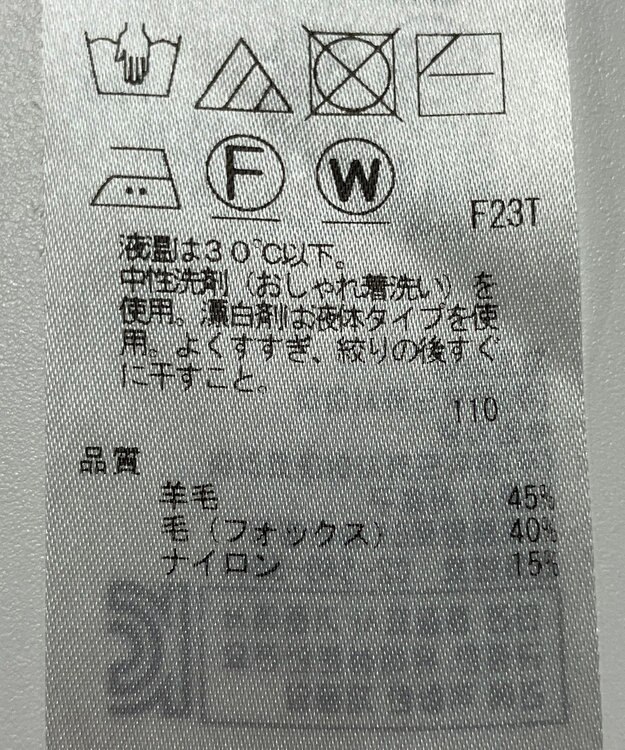 F
W
F23T
液温は30℃以下。
中性洗剤（おしゃれ着洗い）を
使用。漂白剤は液体タイプを使
用。よくすすぎ、絞りの後すぐ
に干すこと。
110
品質
羊毛 45%
毛（フォックス） 40%
ナイロン 15%